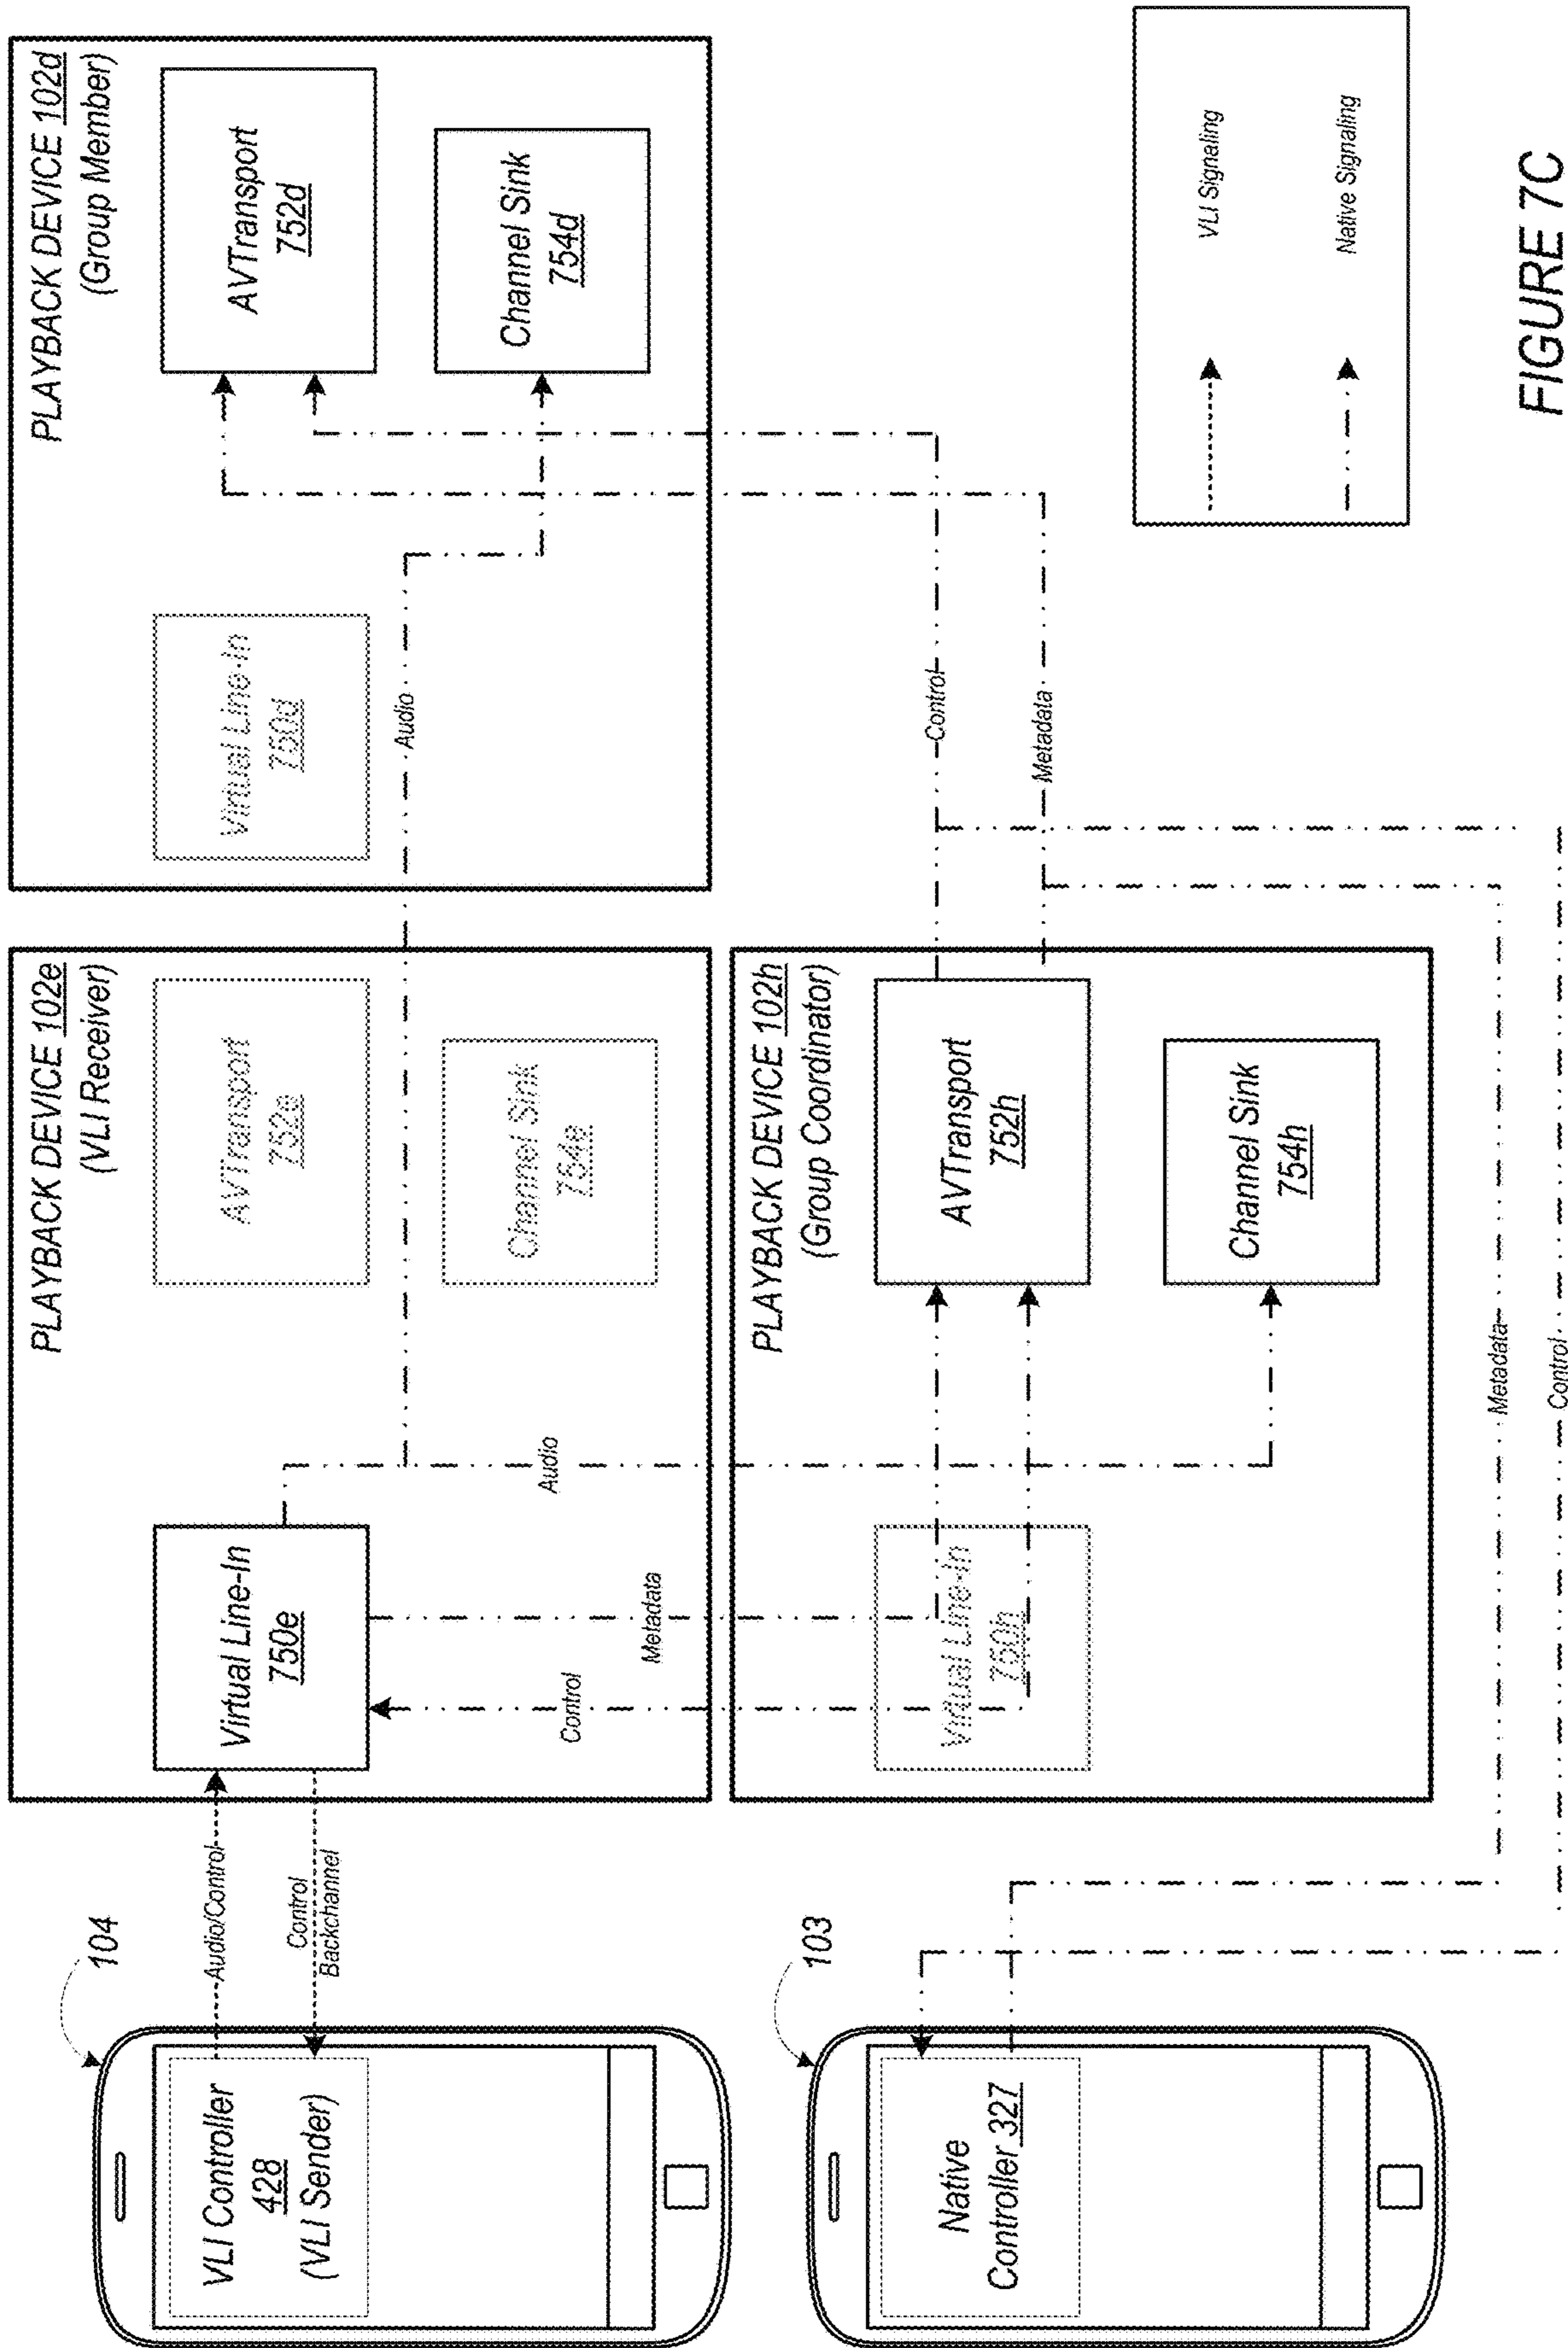 104
VLI Controller
428
(VLI Sender)
Audio/Control
Control
Backchannel
PLAYBACK DEVICE 102e
(VLI Receiver)
Virtual Line-In
750e
AVTransport
752e
Channel Sink
754e
Audio
Metadata
Control
PLAYBACK DEVICE 102d
(Group Member)
Virtual Line-In
750d
AVTransport
752d
Channel Sink
754d
Audio
103
Native
Controller 327
PLAYBACK DEVICE 102h
(Group Coordinator)
Virtual Line-In
750h
AVTransport
752h
Channel Sink
754h
Control
Metadata
Metadata
Control
VLI Signaling
Native Signaling
FIGURE 7C